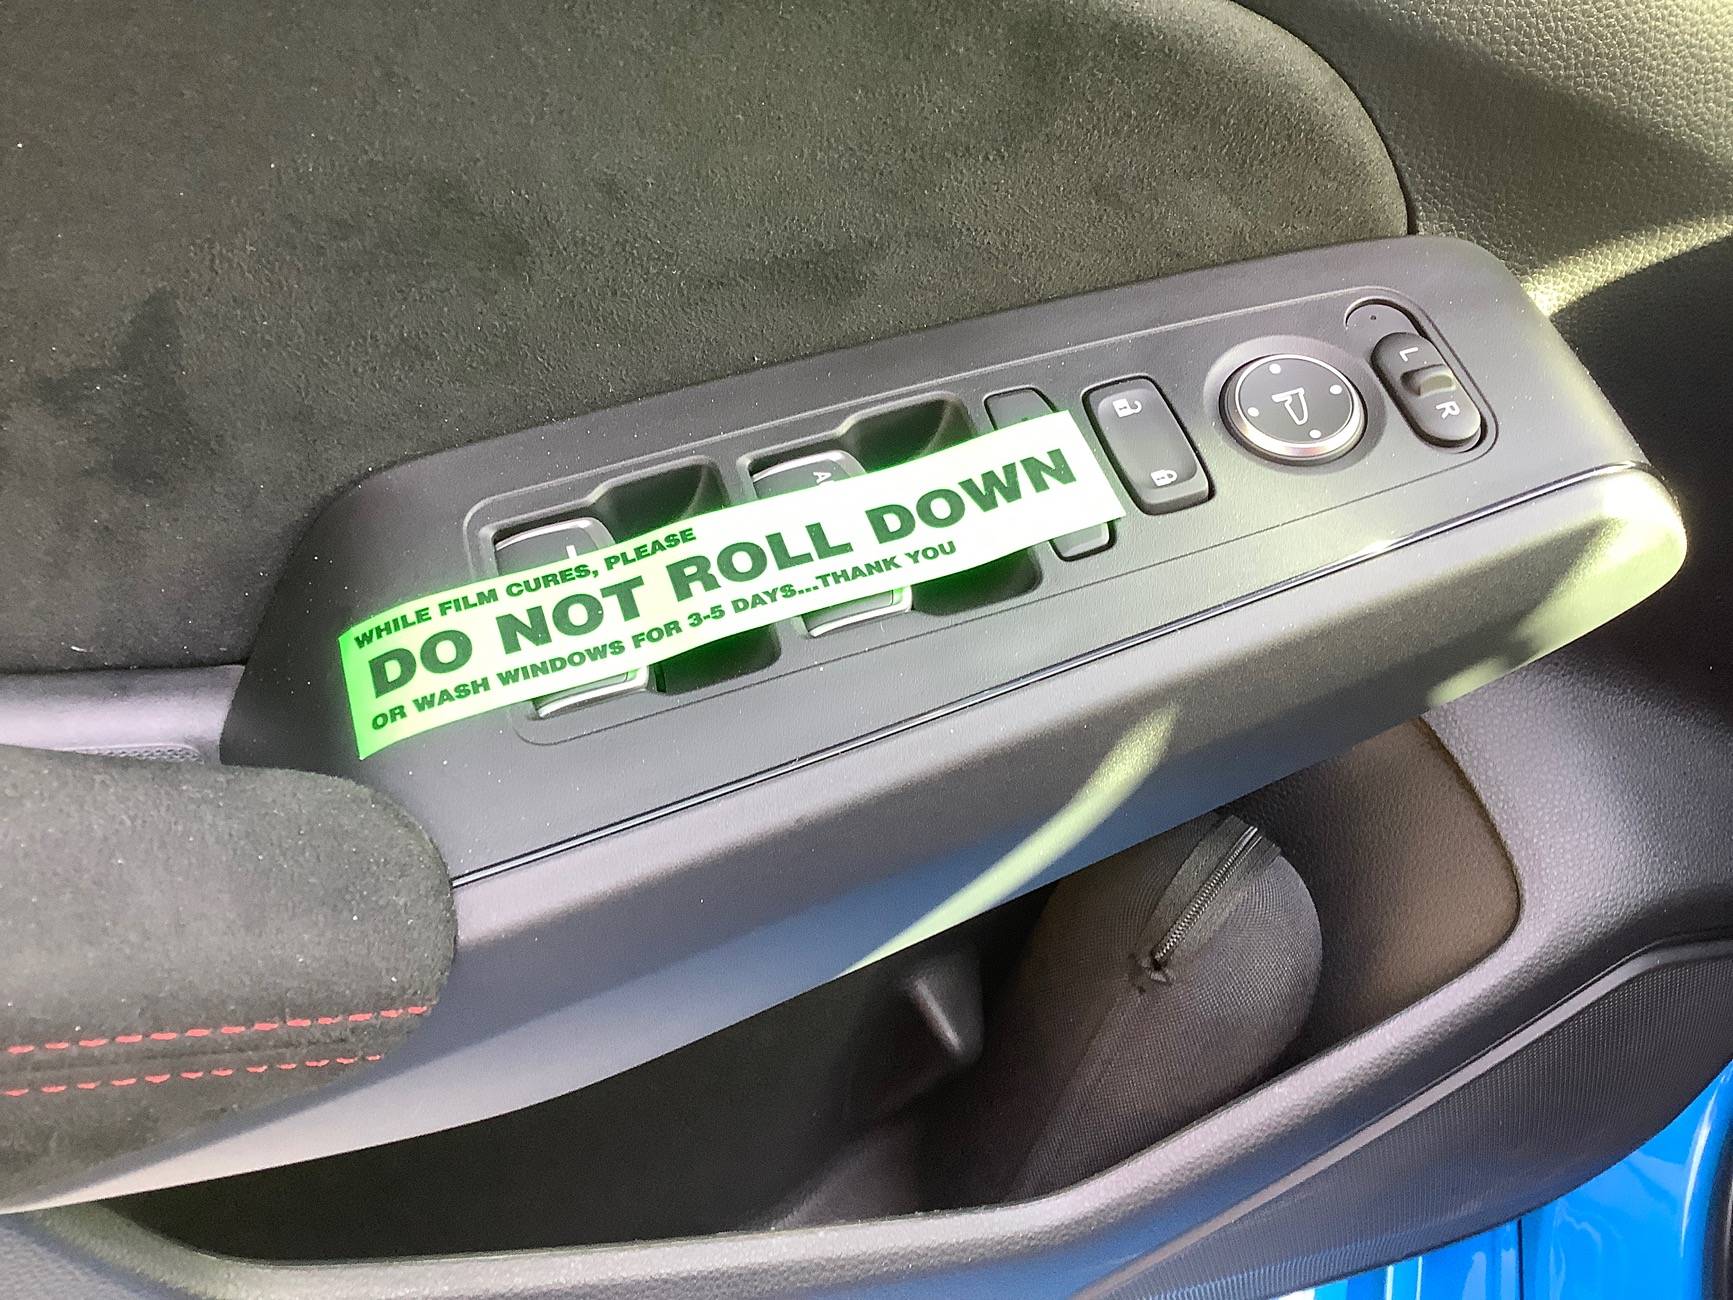 WHILE FILM CURES, PLEASE
DO NOT ROLL DOWN
OR WASH WINDOWS FOR 3-5 DAYS...THANK YOU
A
L
R